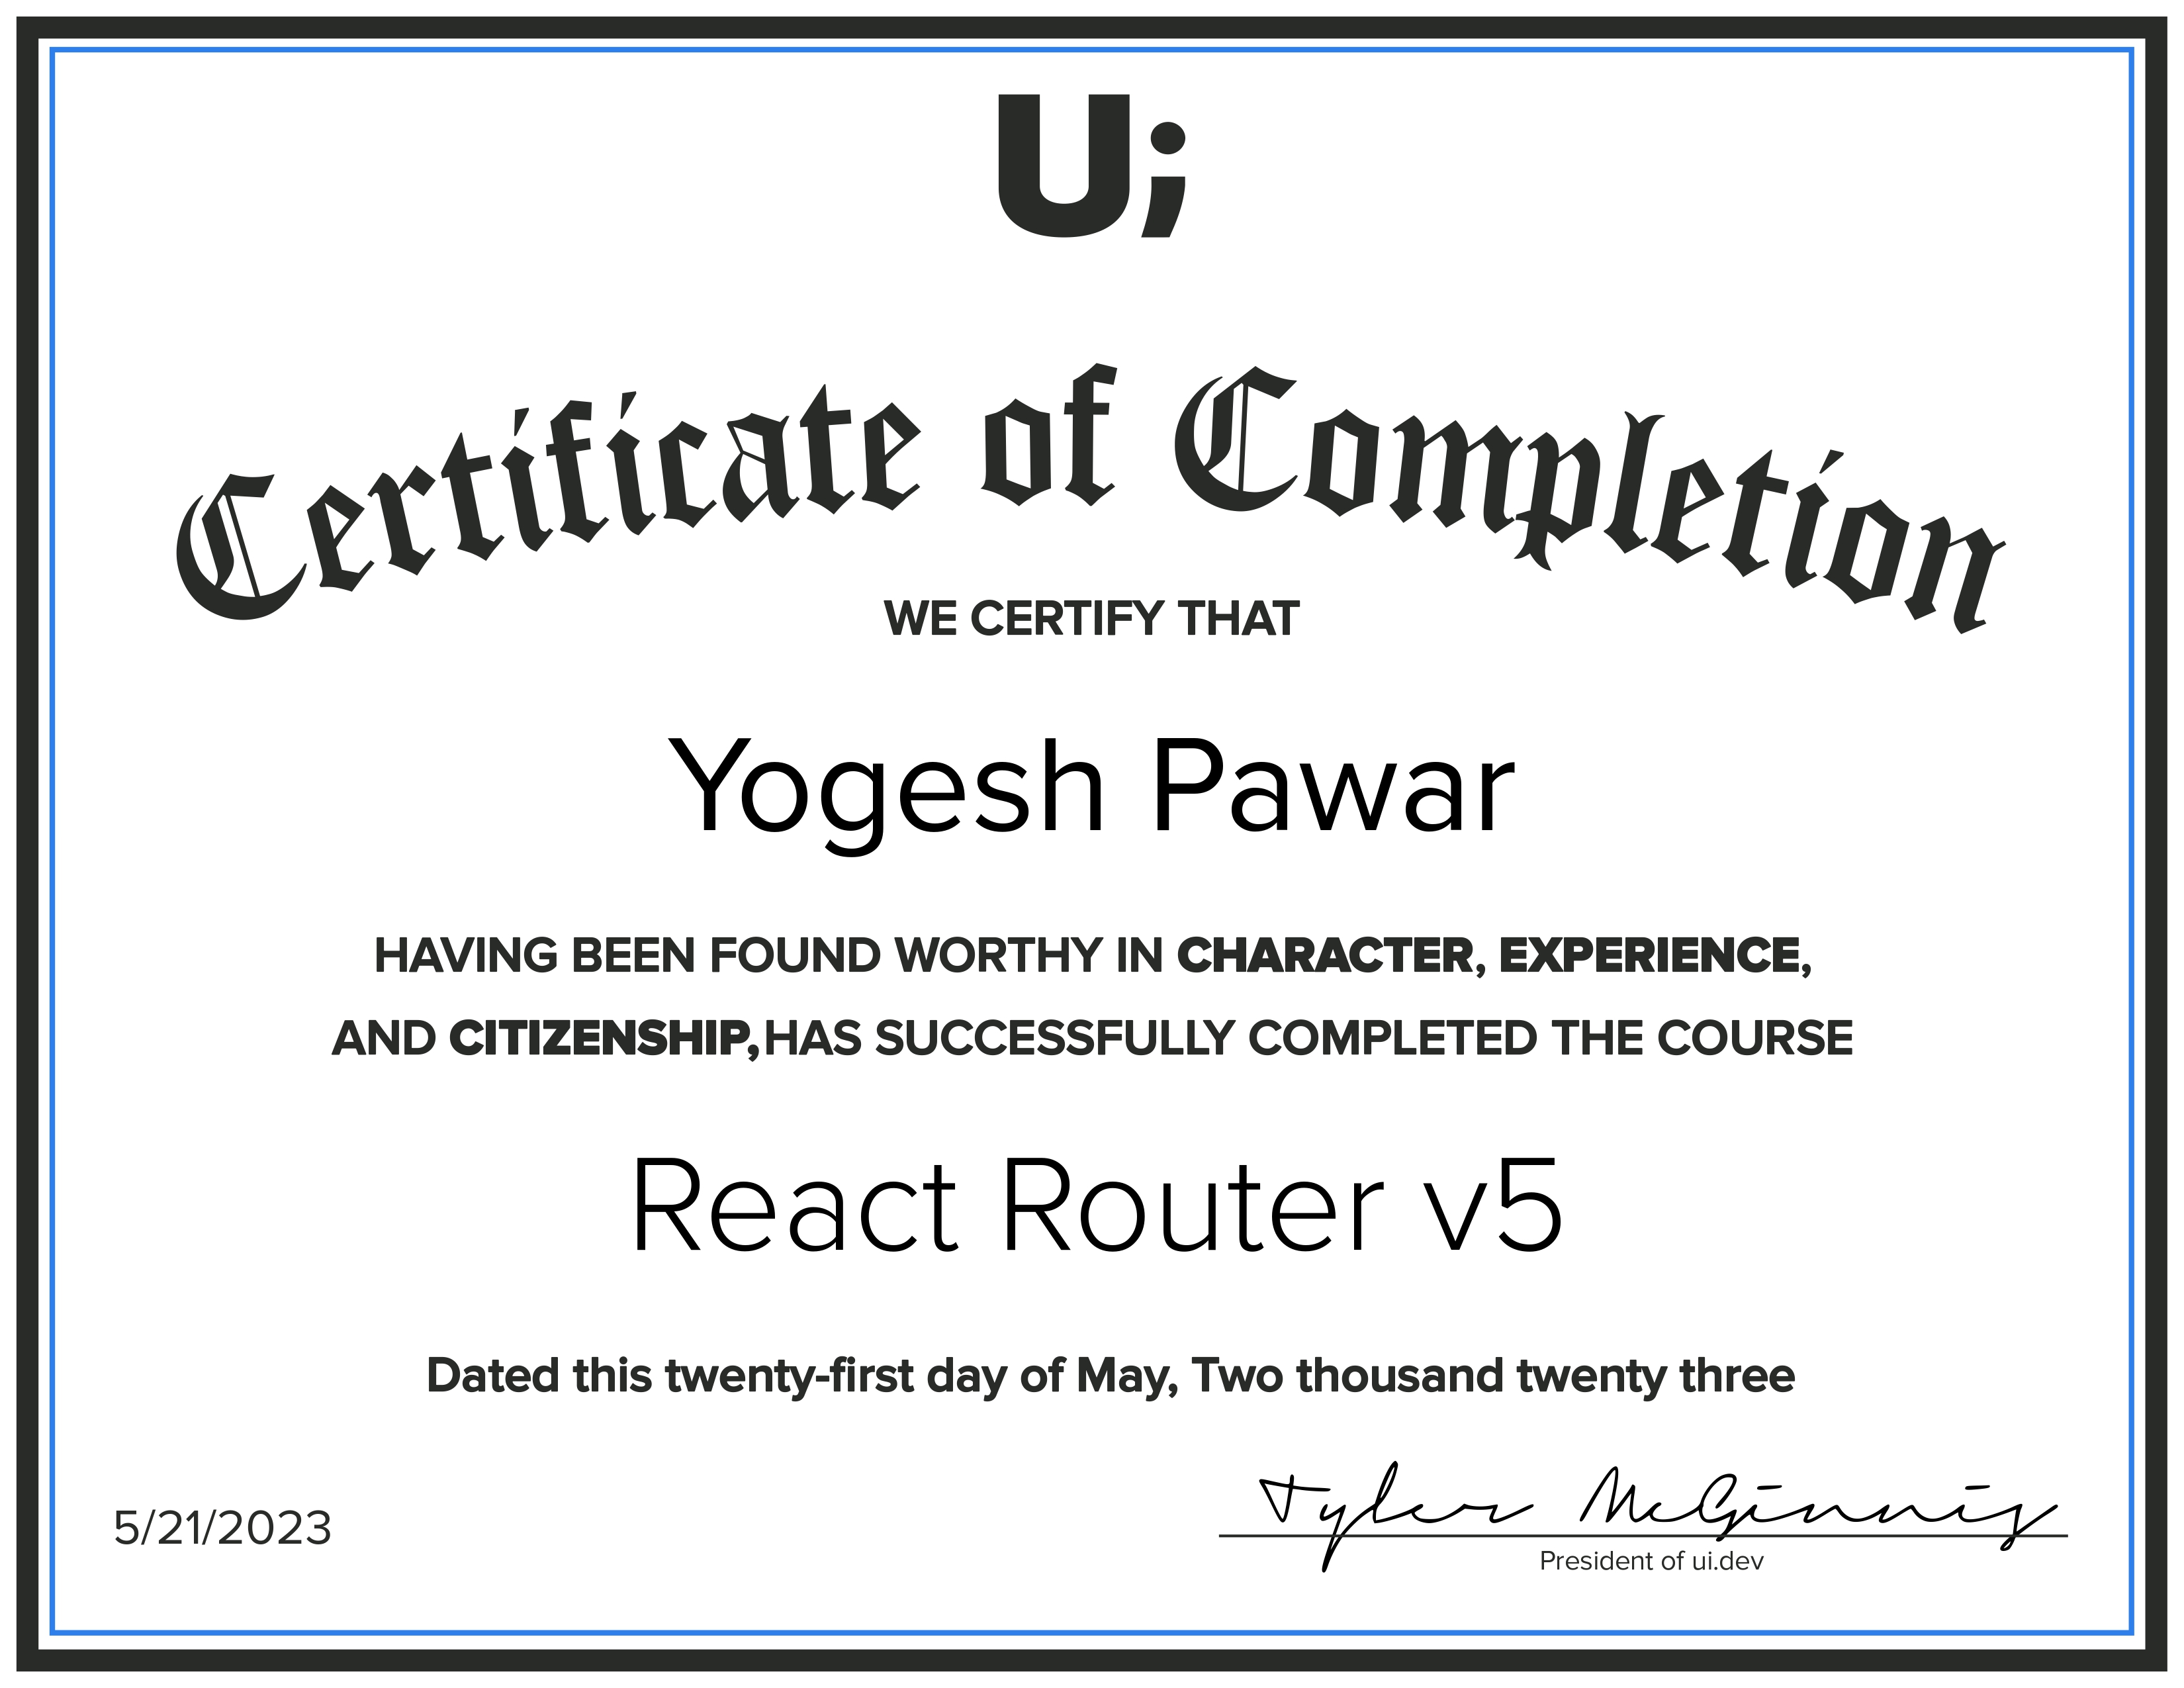 U;
Certificate of Completion
WE CERTIFY THAT
Yogesh Pawar
HAVING BEEN FOUND WORTHY IN CHARACTER, EXPERIENCE,
AND CITIZENSHIP, HAS SUCCESSFULLY COMPLETED THE COURSE
React Router v5
Dated this twenty-first day of May, Two thousand twenty three
5/21/2023
Tyler McGinnis
President of ui.dev